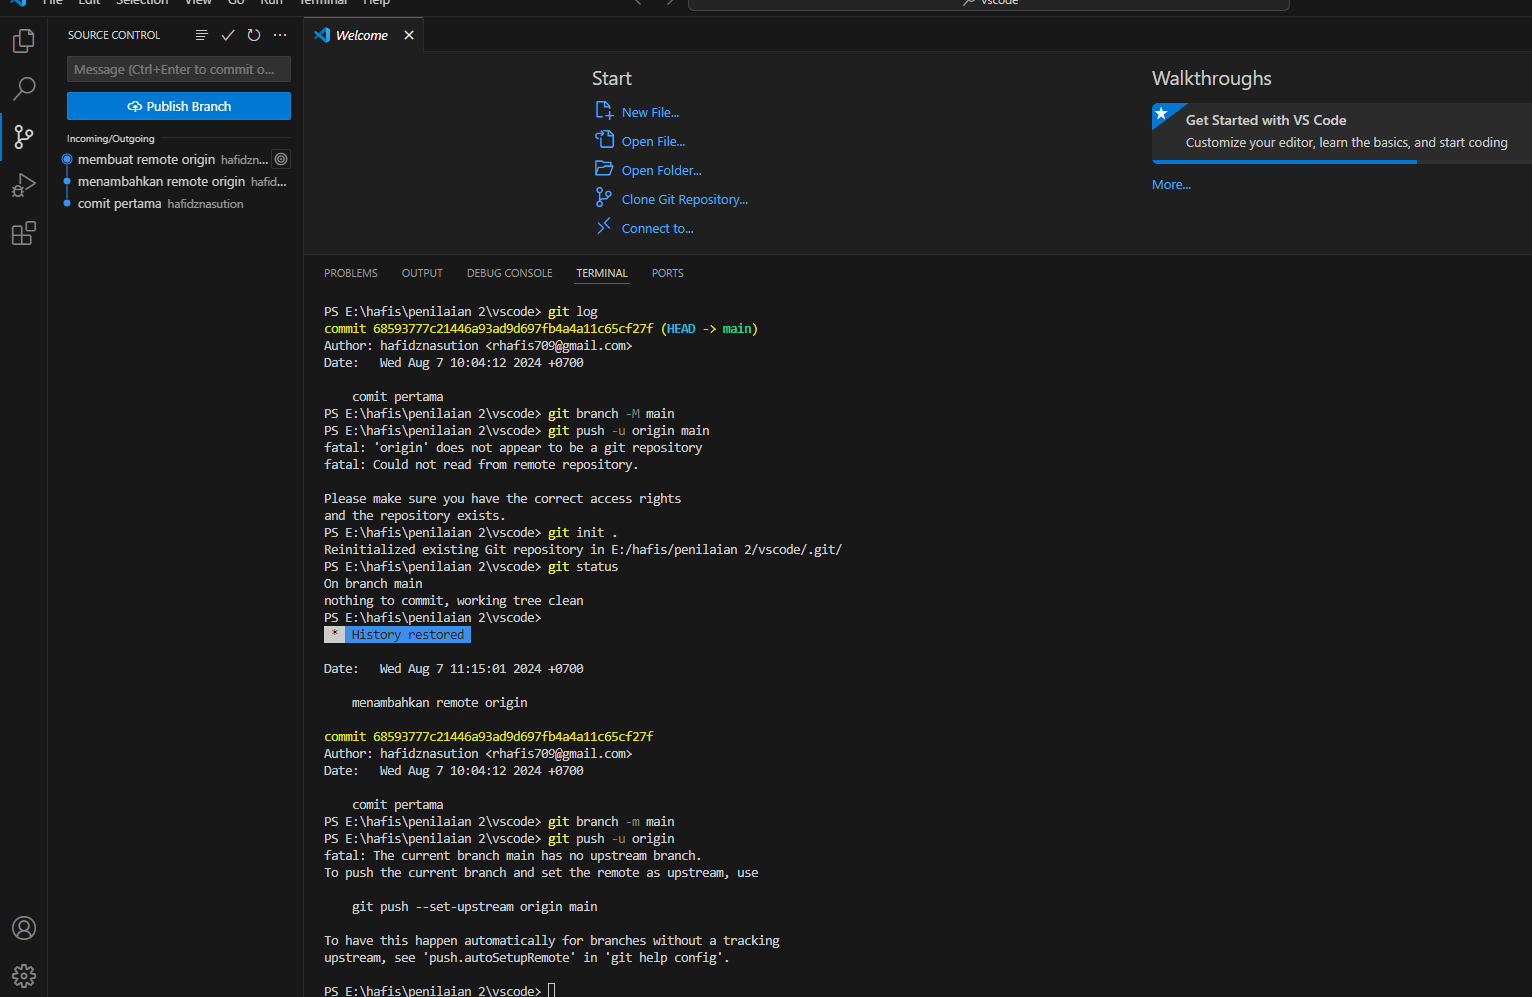 File Edit Selection View Go Run Terminal Help
vscode
SOURCE CONTROL
Message (Ctrl+Enter to commit o...
Publish Branch
Incoming/Outgoing
membuat remote origin hafidzn...
menambahkan remote origin hafid...
comit pertama hafidznasution
Welcome
Start
New File...
Open File...
Open Folder...
Clone Git Repository...
Connect to...
Walkthroughs
Get Started with VS Code
Customize your editor, learn the basics, and start coding
More...
PROBLEMS OUTPUT DEBUG CONSOLE TERMINAL PORTS
PS E:\hafis\penilaian 2\vscode> git log
commit 68593777c21446a93ad9d697fb4a4a11c65cf27f (HEAD -> main)
Author: hafidznasution <rhafis709@gmail.com>
Date:   Wed Aug 7 10:04:12 2024 +0700
comit pertama
PS E:\hafis\penilaian 2\vscode> git branch -M main
PS E:\hafis\penilaian 2\vscode> git push -u origin main
fatal: 'origin' does not appear to be a git repository
fatal: Could not read from remote repository.
Please make sure you have the correct access rights
and the repository exists.
PS E:\hafis\penilaian 2\vscode> git init .
Reinitialized existing Git repository in E:/hafis/penilaian 2/vscode/.git/
PS E:\hafis\penilaian 2\vscode> git status
On branch main
nothing to commit, working tree clean
PS E:\hafis\penilaian 2\vscode>
* History restored
Date:   Wed Aug 7 11:15:01 2024 +0700
menambahkan remote origin
commit 68593777c21446a93ad9d697fb4a4a11c65cf27f
Author: hafidznasution <rhafis709@gmail.com>
Date:   Wed Aug 7 10:04:12 2024 +0700
comit pertama
PS E:\hafis\penilaian 2\vscode> git branch -m main
PS E:\hafis\penilaian 2\vscode> git push -u origin
fatal: The current branch main has no upstream branch.
To push the current branch and set the remote as upstream, use
git push --set-upstream origin main
To have this happen automatically for branches without a tracking
upstream, see 'push.autoSetupRemote' in 'git help config'.
PS E:\hafis\penilaian 2\vscode>